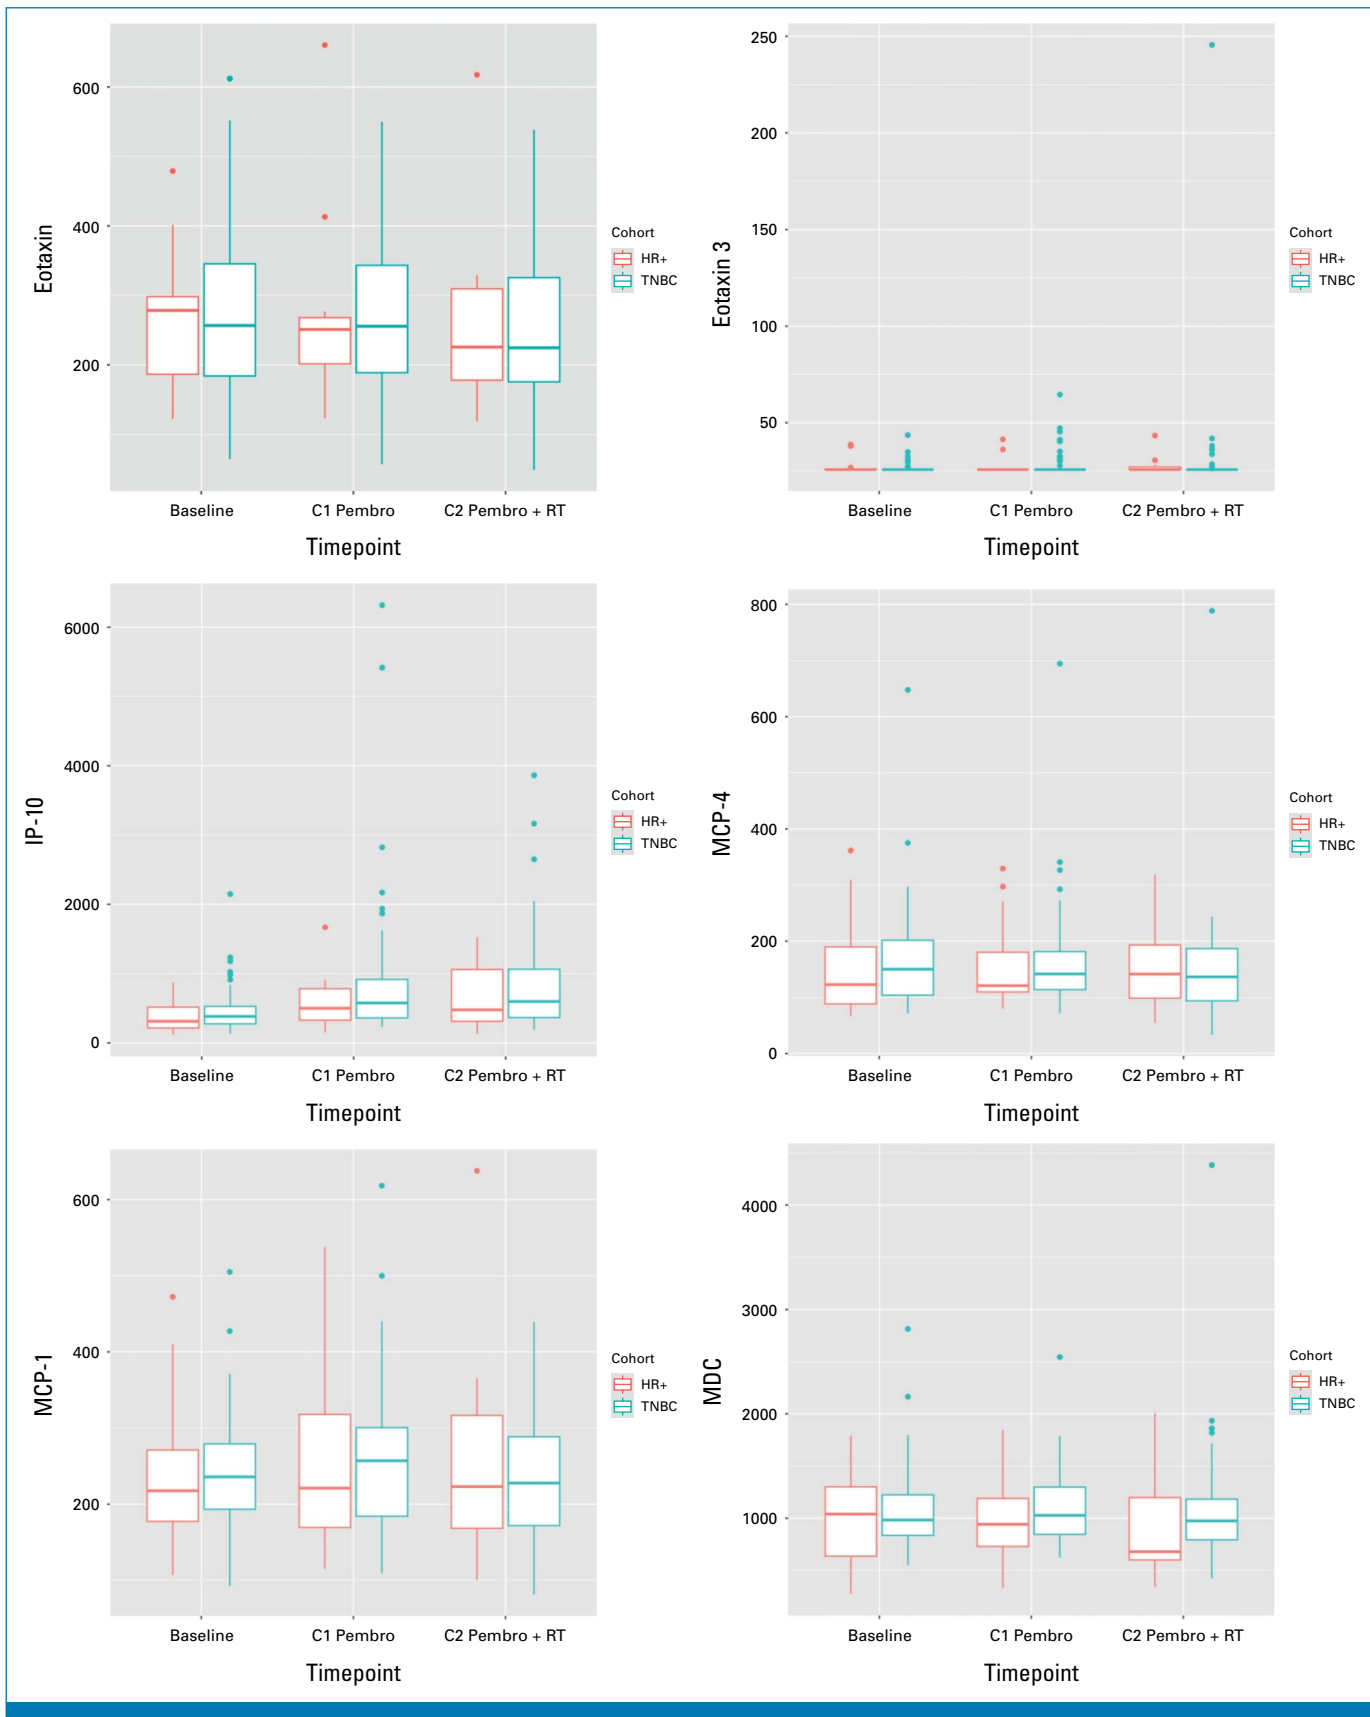 Eotaxin
600
400
200
Baseline
C1 Pembro
C2 Pembro + RT
Timepoint
Cohort
HR+
TNBC
Eotaxin 3
250
200
150
100
50
Baseline
C1 Pembro
C2 Pembro + RT
Timepoint
Cohort
HR+
TNBC
IP-10
6000
4000
2000
0
Baseline
C1 Pembro
C2 Pembro + RT
Timepoint
Cohort
HR+
TNBC
MCP-4
800
600
400
200
0
Baseline
C1 Pembro
C2 Pembro + RT
Timepoint
Cohort
HR+
TNBC
MCP-1
600
400
200
Baseline
C1 Pembro
C2 Pembro + RT
Timepoint
Cohort
HR+
TNBC
MDC
4000
3000
2000
1000
Baseline
C1 Pembro
C2 Pembro + RT
Timepoint
Cohort
HR+
TNBC